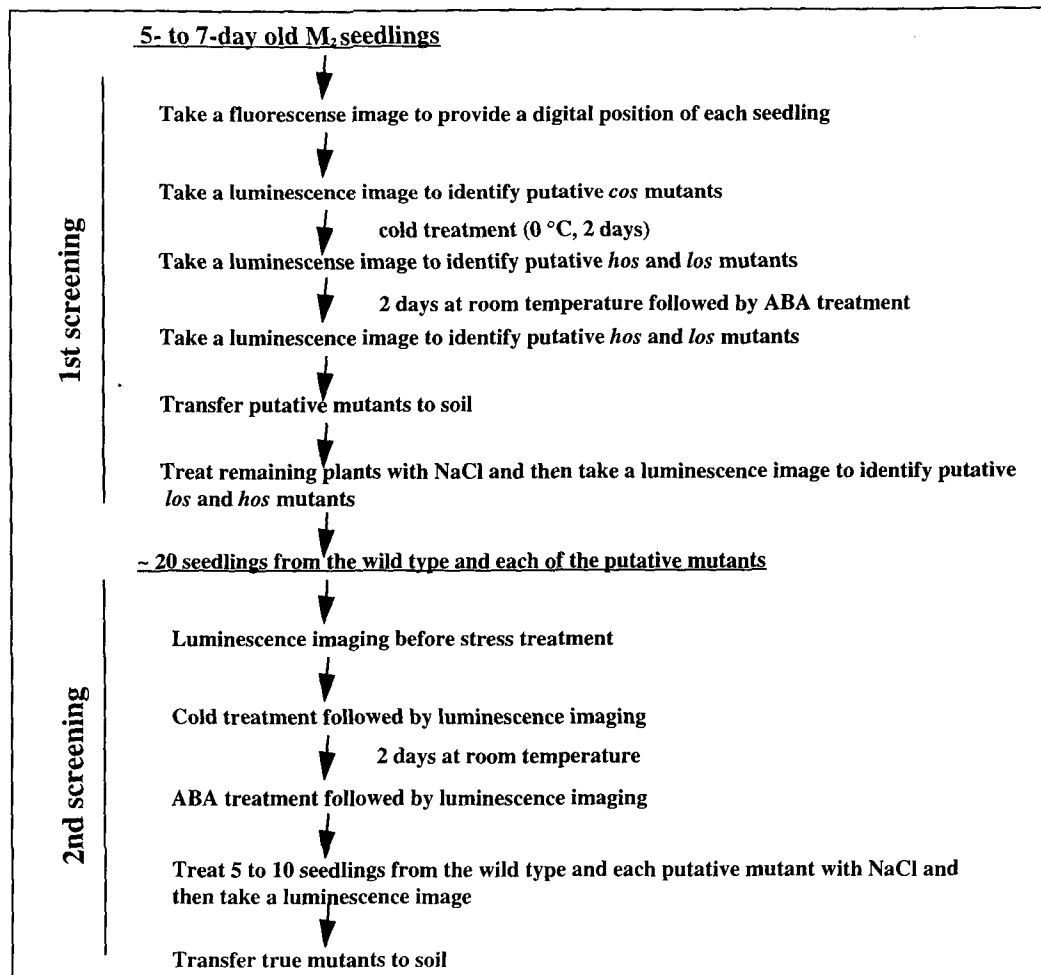 5- to 7-day old M2 seedlings
1st screening
Take a fluorescense image to provide a digital position of each seedling
Take a luminescence image to identify putative cos mutants
cold treatment (0 °C, 2 days)
Take a luminescense image to identify putative hos and los mutants
2 days at room temperature followed by ABA treatment
Take a luminescence image to identify putative hos and los mutants
Transfer putative mutants to soil
Treat remaining plants with NaCl and then take a luminescence image to identify putative
los and hos mutants
~ 20 seedlings from the wild type and each of the putative mutants
2nd screening
Luminescence imaging before stress treatment
Cold treatment followed by luminescence imaging
2 days at room temperature
ABA treatment followed by luminescence imaging
Treat 5 to 10 seedlings from the wild type and each putative mutant with NaCl and
then take a luminescence image
Transfer true mutants to soil